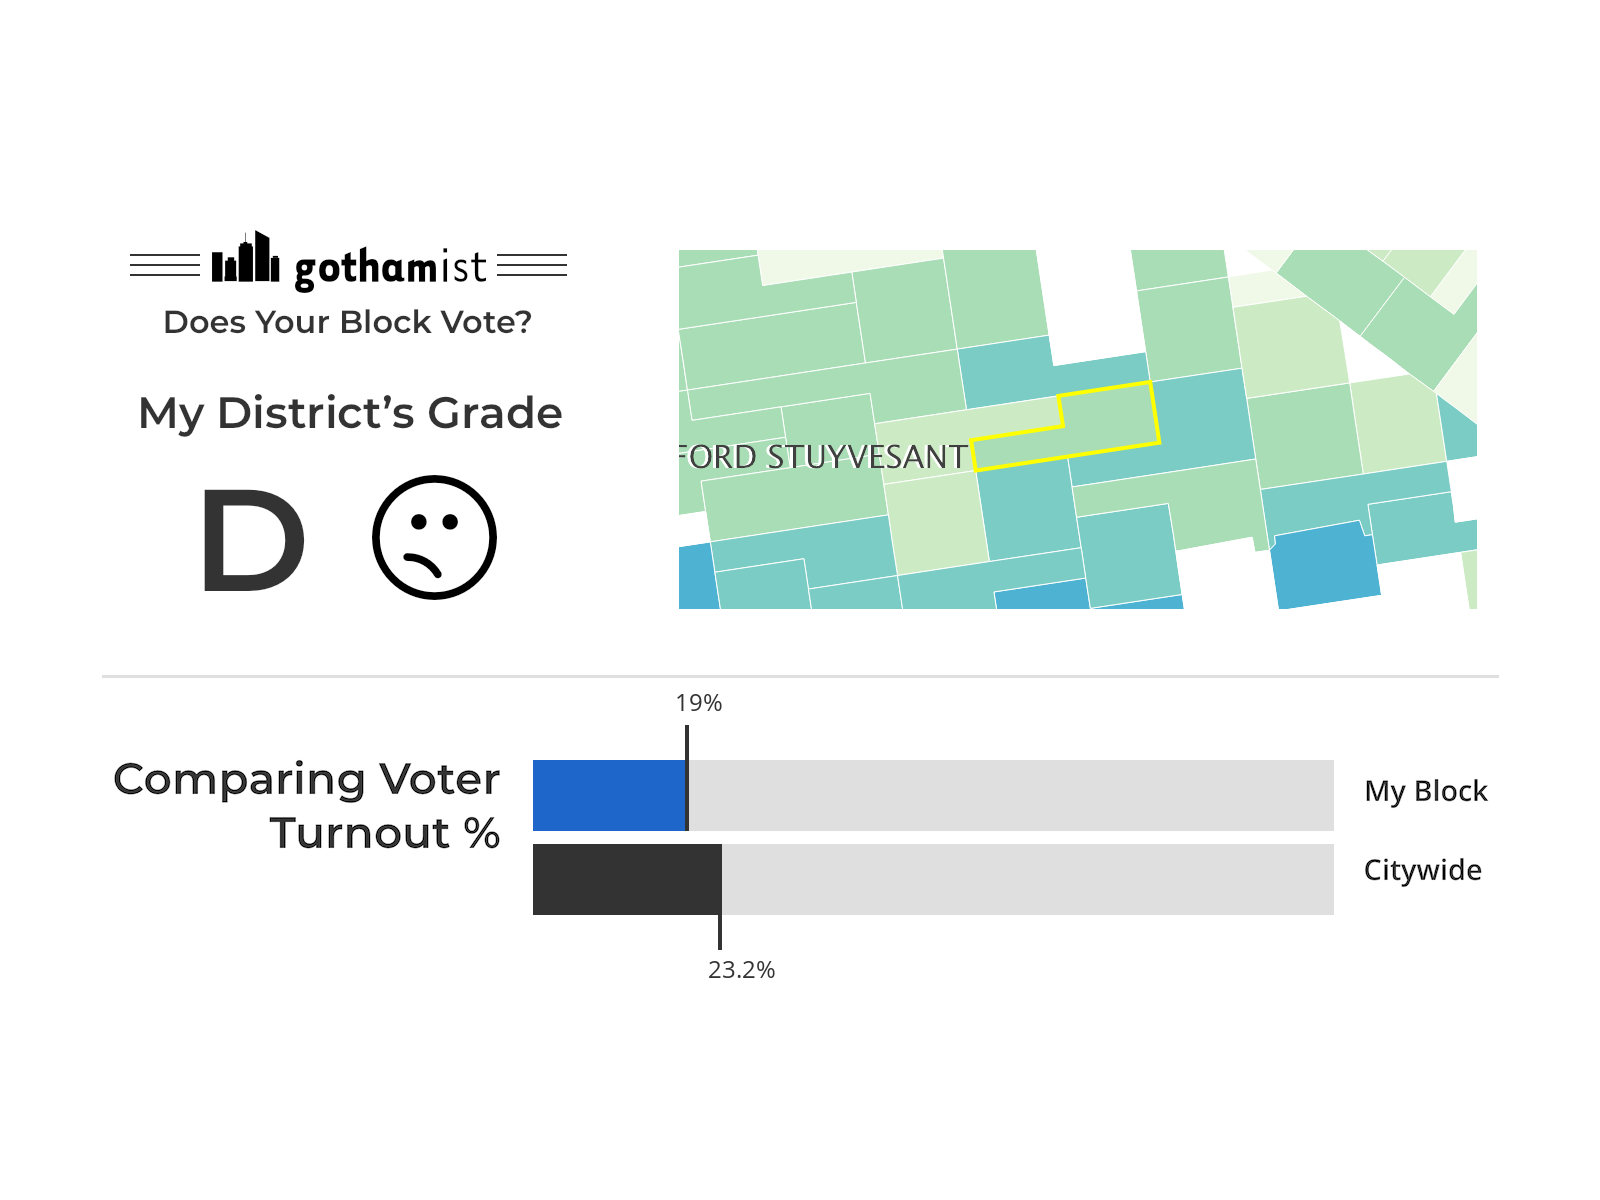 gothamist
Does Your Block Vote?
My District's Grade
D
FORD STUYVESANT
19%
Comparing Voter
Turnout %
My Block
Citywide
23.2%